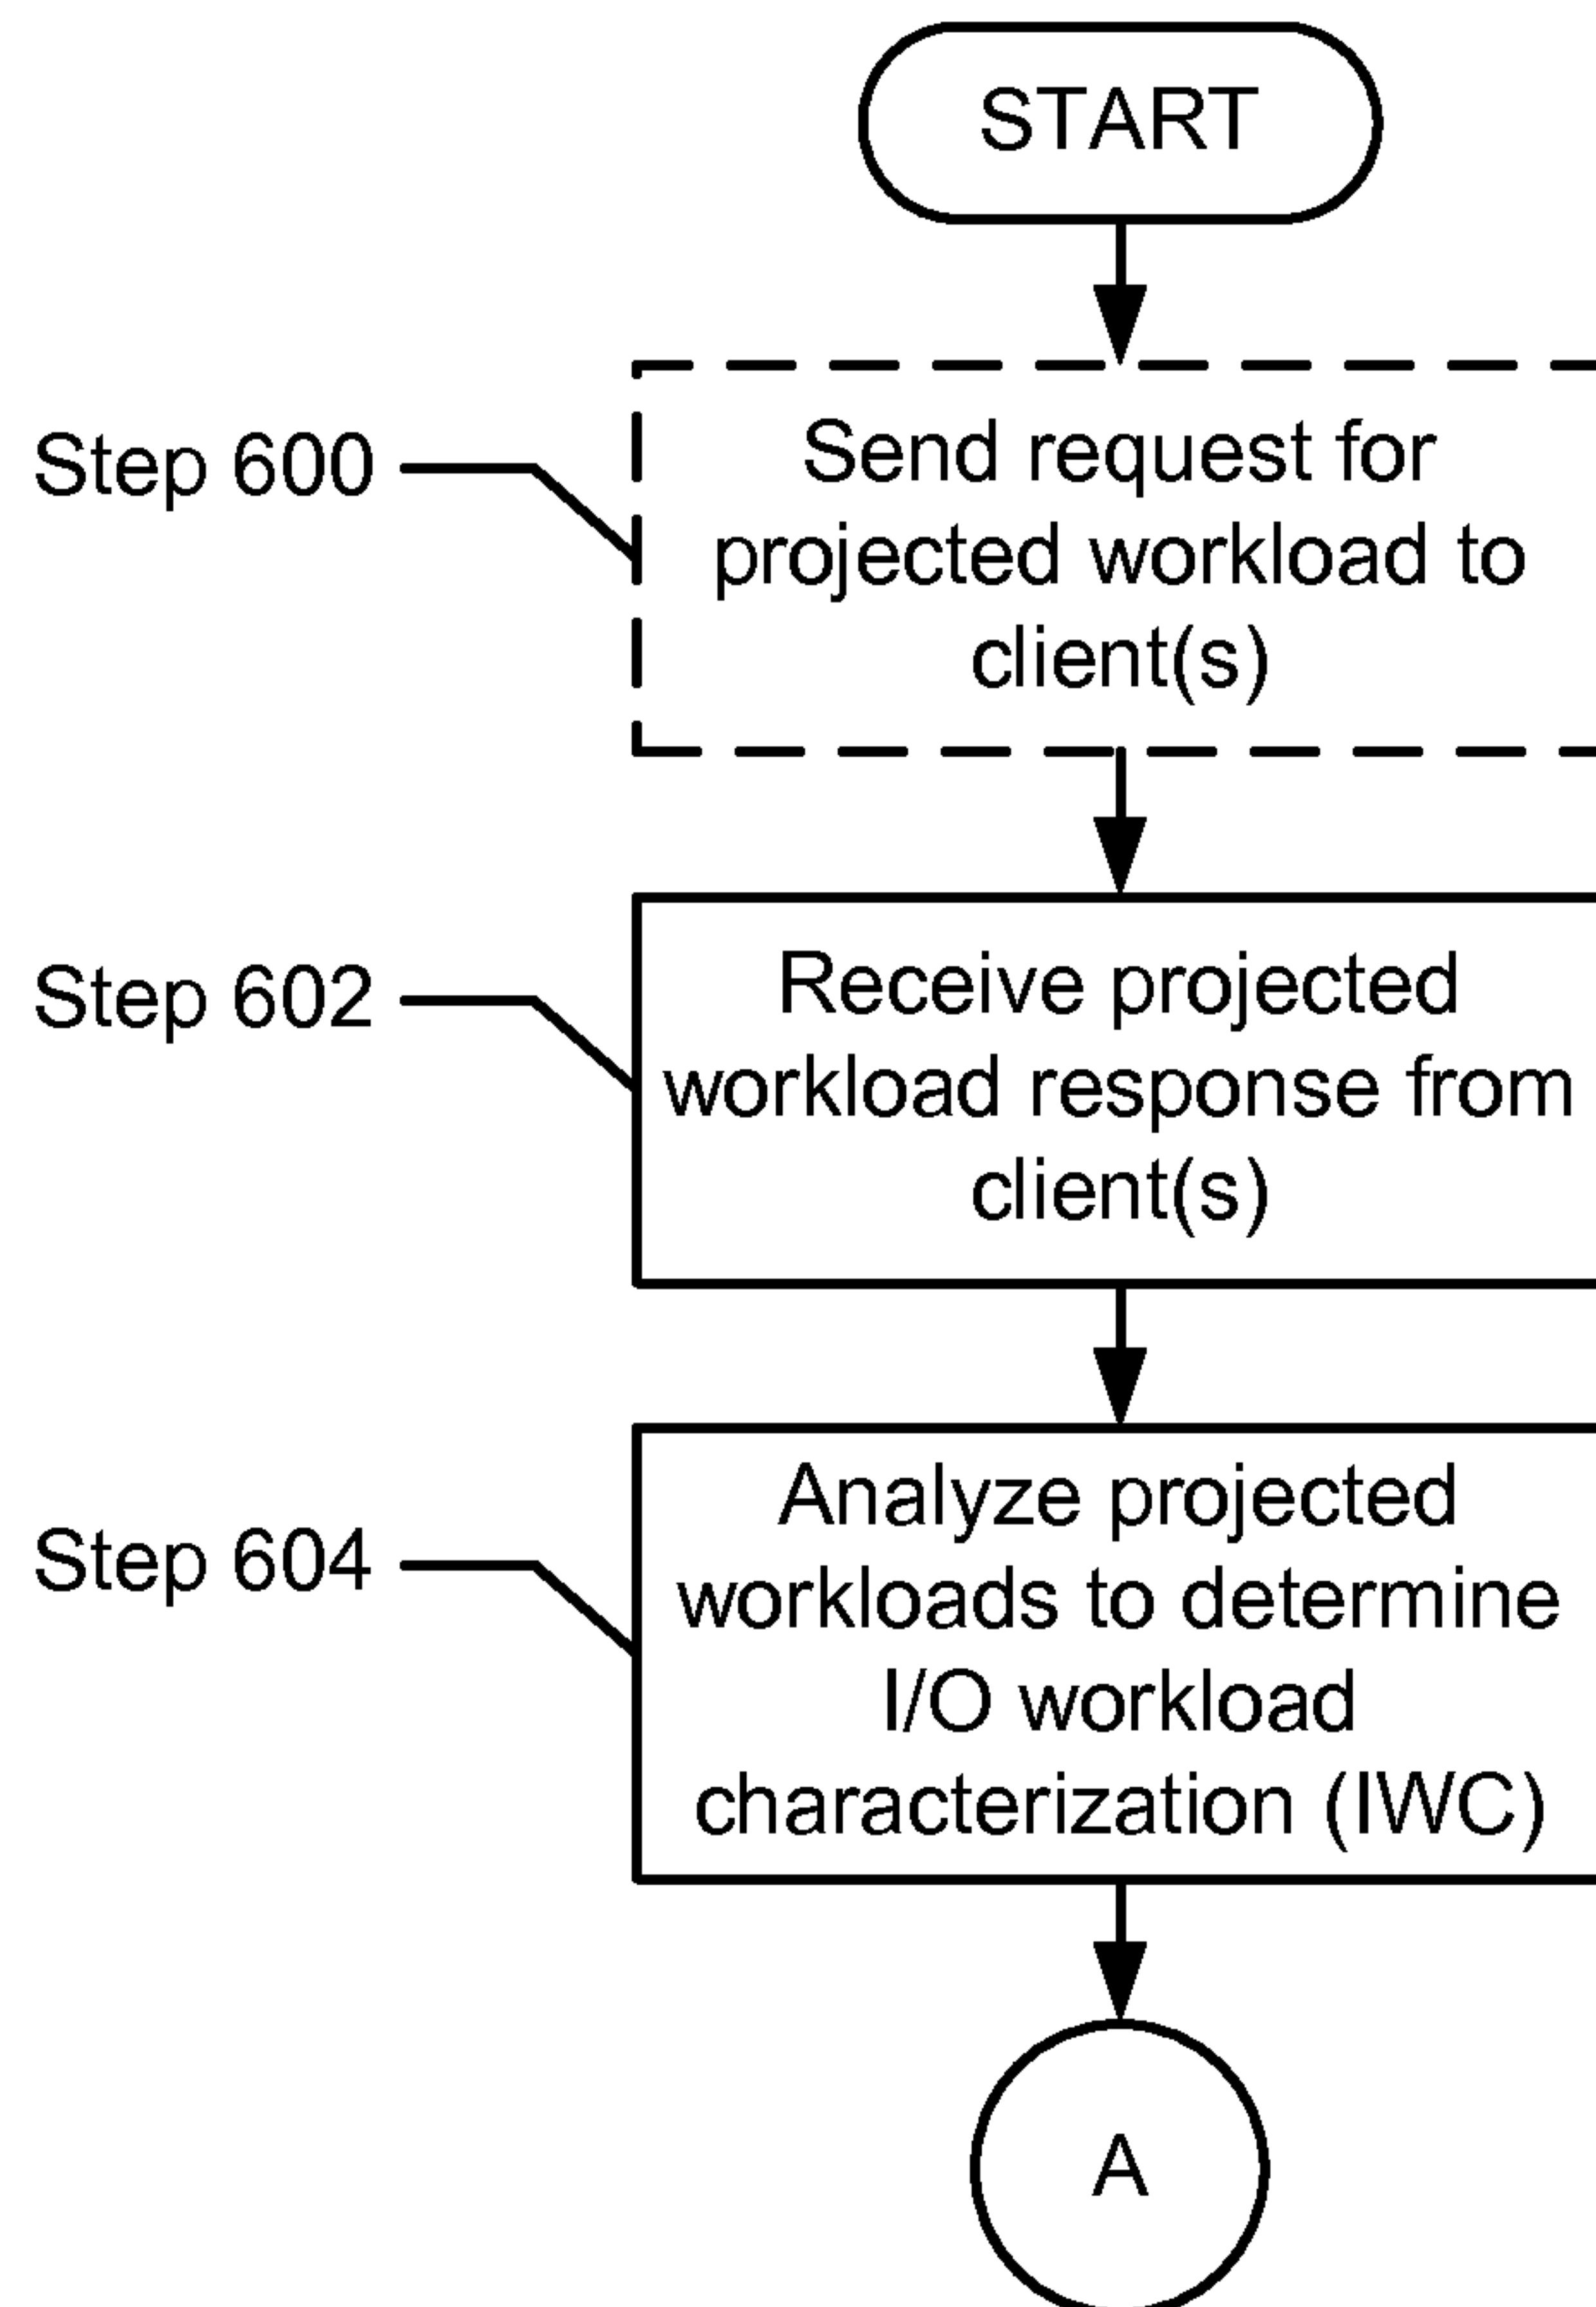 START
Step 600
Send request for
projected workload to
client(s)
Step 602
Receive projected
workload response from
client(s)
Step 604
Analyze projected
workloads to determine
I/O workload
characterization (IWC)
A